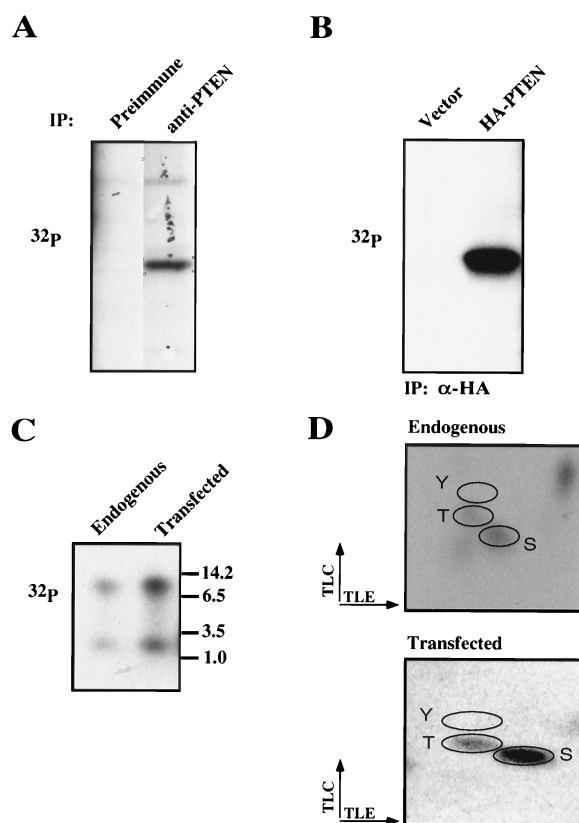 A
IP:
Preimmune
anti-PTEN
32P
B
Vector
HA-PTEN
32P
IP: α-HA
C
Endogenous
Transfected
32P
14.2
6.5
3.5
1.0
D
Endogenous
Y
T
S
TLC
TLE
Transfected
Y
T
S
TLC
TLE